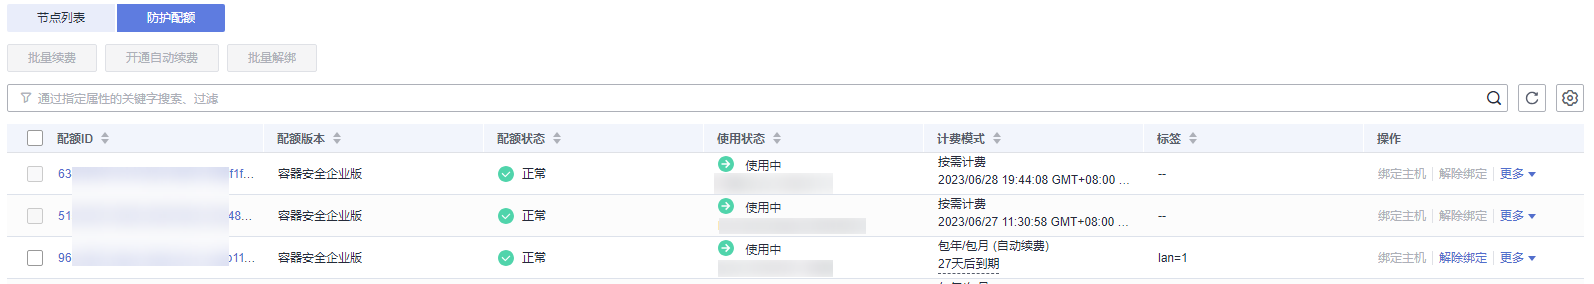 节点列表 防护配额
批量续费 开通自动续费 批量解绑
通过指定属性的关键字搜索、过滤
配额ID 配额版本 配额状态 使用状态 计费模式 标签 操作
63 f1f... 容器安全企业版 正常 使用中 按需计费 2023/06/28 19:44:08 GMT+08:00 ... -- 绑定主机 解除绑定 更多
51 48... 容器安全企业版 正常 使用中 按需计费 2023/06/27 11:30:58 GMT+08:00 ... -- 绑定主机 解除绑定 更多
96 11... 容器安全企业版 正常 使用中 包年/包月 (自动续费) 27天后到期 lan=1 绑定主机 解除绑定 更多